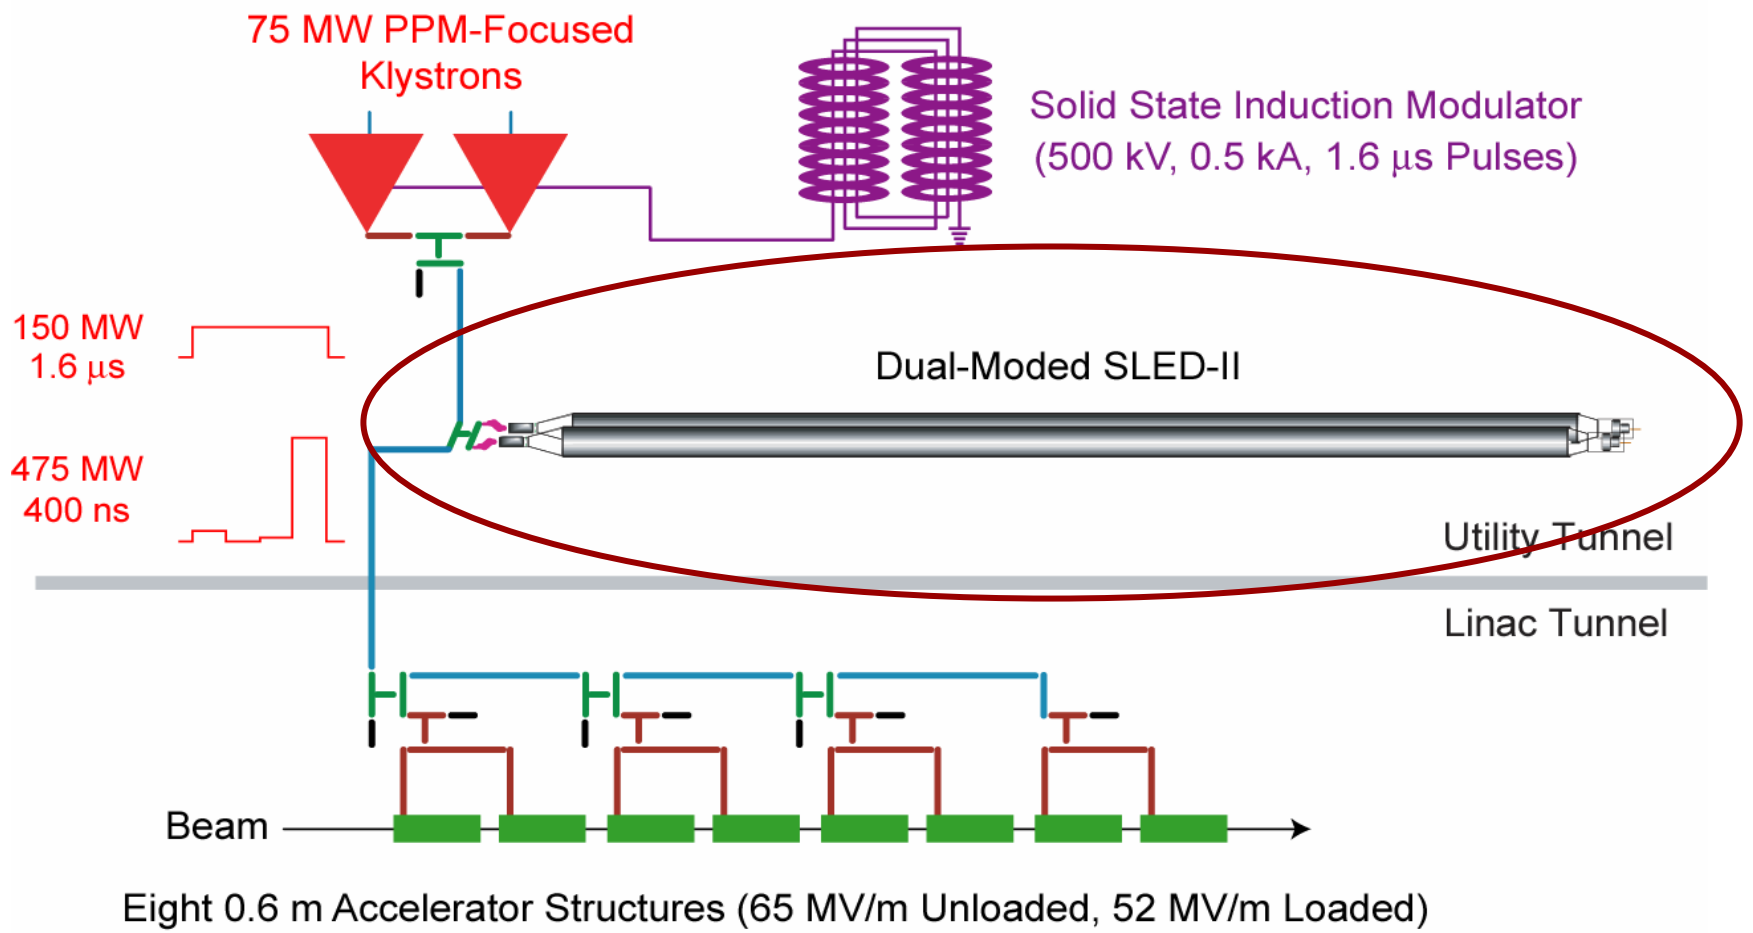 75 MW PPM-Focused
Klystrons
Solid State Induction Modulator
(500 kV, 0.5 kA, 1.6 μs Pulses)
150 MW
1.6 μs
Dual-Moded SLED-II
475 MW
400 ns
Utility Tunnel
Linac Tunnel
Beam
Eight 0.6 m Accelerator Structures (65 MV/m Unloaded, 52 MV/m Loaded)